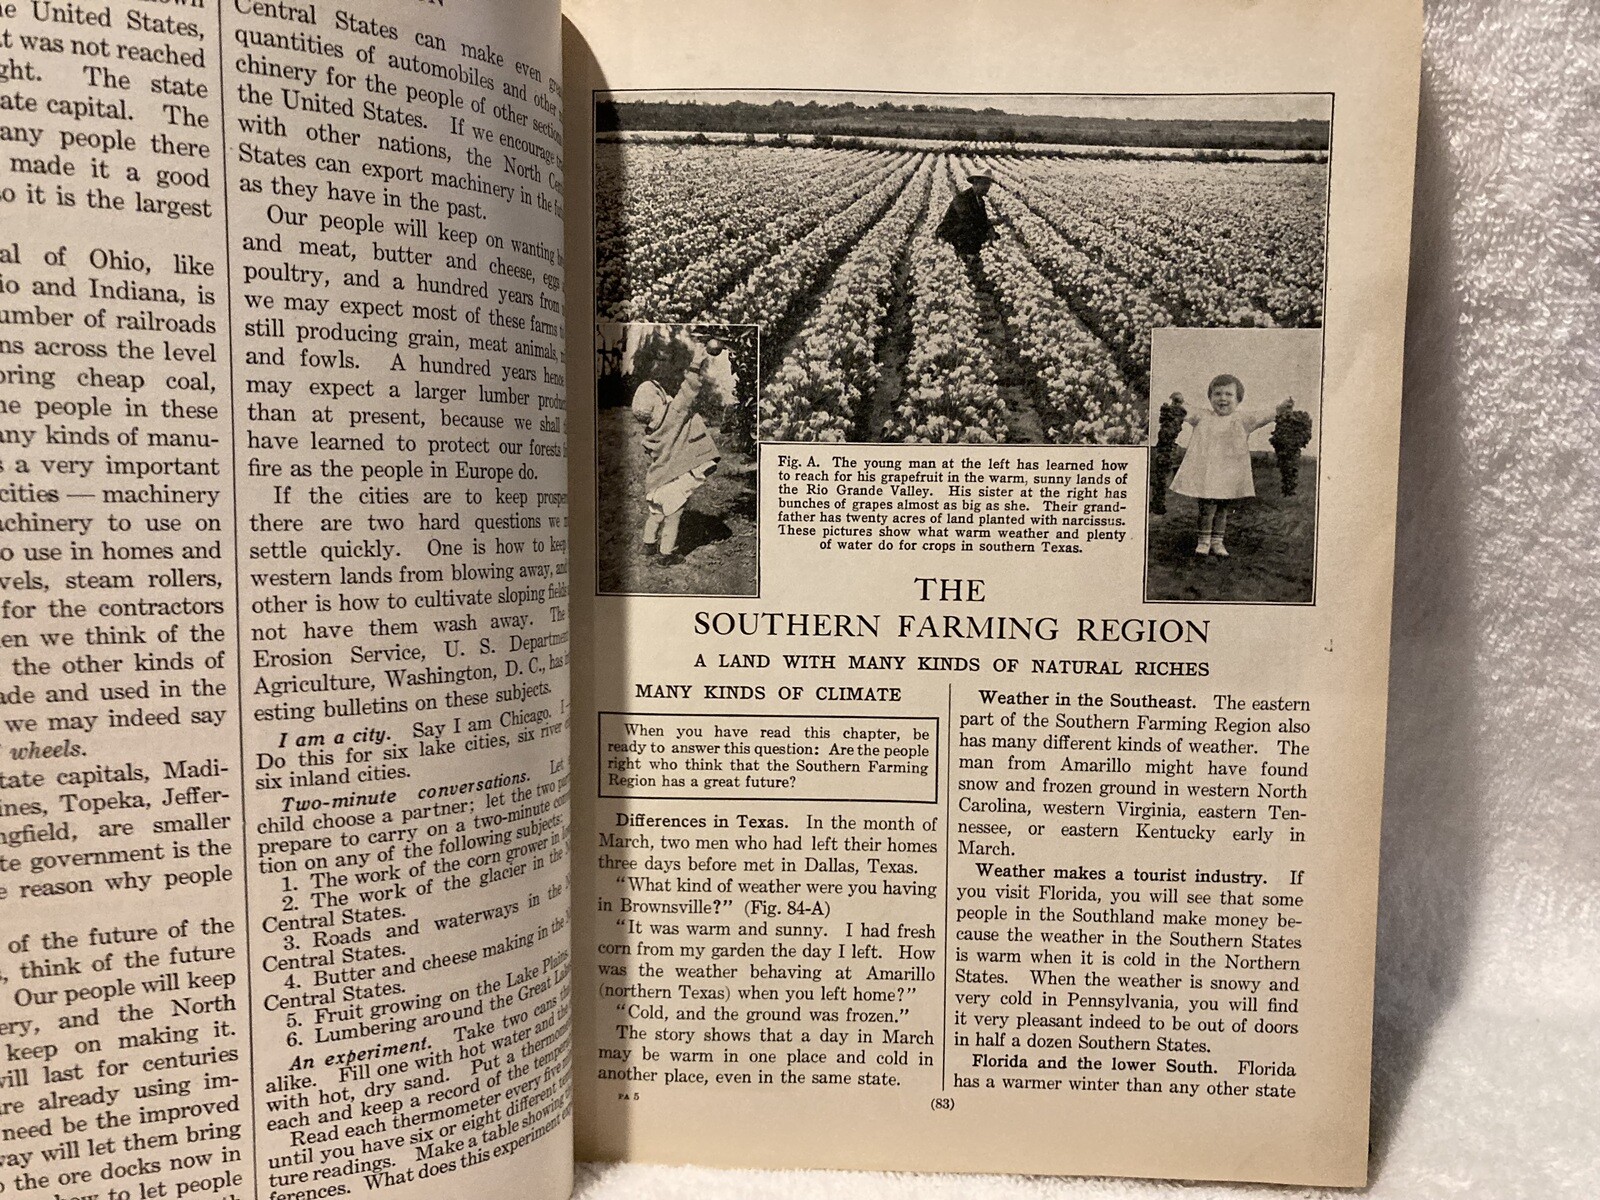 e United States,
t was not reached
ght. The state
ate capital. The
any people there
made it a good
o it is the largest
al of Ohio, like
io and Indiana, is
umber of railroads
ns across the level
oring cheap coal,
he people in these
any kinds of manu-
s a very important
cities — machinery
achinery to use on
o use in homes and
vels, steam rollers,
for the contractors
en we think of the
the other kinds of
ade and used in the
we may indeed say
wheels.
tate capitals, Madi-
ines, Topeka, Jeffer-
ngfield, are smaller
te government is the
e reason why people
of the future of the
s, think of the future
Our people will keep
ery, and the North
keep on making it.
will last for centuries
re already using im-
need be the improved
way will let them bring
o the ore docks now in
how to let people
Central States can make even
quantities of automobiles and other
chinery for the people of other section
the United States. If we encourage
with other nations, the North
States can export machinery in the
as they have in the past.
Our people will keep on wanting
and meat, butter and cheese, eggs
poultry, and a hundred years from
we may expect most of these farms
still producing grain, meat animals,
and fowls. A hundred years hence
may expect a larger lumber produc
than at present, because we shall
have learned to protect our forests
fire as the people in Europe do.
If the cities are to keep prosper
there are two hard questions we
settle quickly. One is how to keep
western lands from blowing away, and
other is how to cultivate sloping fields
not have them wash away. The
Erosion Service, U. S. Department
Agriculture, Washington, D. C., has
esting bulletins on these subjects.
I am a city. Say I am Chicago. I—
Do this for six lake cities, six river
six inland cities.
Two-minute conversations. Let
child choose a partner; let the two
prepare to carry on a two-minute
tion on any of the following subjects:
1. The work of the corn grower in
2. The work of the glacier in the
Central States.
3. Roads and waterways in the
Central States.
4. Butter and cheese making in the
Central States.
5. Fruit growing on the Lake Plains
6. Lumbering around the Great Lakes
An experiment. Take two cans
alike. Fill one with hot water and the
with hot, dry sand. Put a thermometer
each and keep a record of the
Read each thermometer every five
until you have six or eight different
ture readings. Make a table showing
ferences. What does this experiment
Fig. A. The young man at the left has learned how
to reach for his grapefruit in the warm, sunny lands of
the Rio Grande Valley. His sister at the right has
bunches of grapes almost as big as she. Their grand-
father has twenty acres of land planted with narcissus.
These pictures show what warm weather and plenty
of water do for crops in southern Texas.
THE
SOUTHERN FARMING REGION
A LAND WITH MANY KINDS OF NATURAL RICHES
MANY KINDS OF CLIMATE
When you have read this chapter, be
ready to answer this question: Are the people
right who think that the Southern Farming
Region has a great future?
Differences in Texas. In the month of
March, two men who had left their homes
three days before met in Dallas, Texas.
"What kind of weather were you having
in Brownsville?" (Fig. 84-A)
"It was warm and sunny. I had fresh
corn from my garden the day I left. How
was the weather behaving at Amarillo
(northern Texas) when you left home?"
"Cold, and the ground was frozen."
The story shows that a day in March
may be warm in one place and cold in
another place, even in the same state.
PA 5
Weather in the Southeast. The eastern
part of the Southern Farming Region also
has many different kinds of weather. The
man from Amarillo might have found
snow and frozen ground in western North
Carolina, western Virginia, eastern Ten-
nessee, or eastern Kentucky early in
March.
Weather makes a tourist industry. If
you visit Florida, you will see that some
people in the Southland make money be-
cause the weather in the Southern States
is warm when it is cold in the Northern
States. When the weather is snowy and
very cold in Pennsylvania, you will find
it very pleasant indeed to be out of doors
in half a dozen Southern States.
Florida and the lower South. Florida
has a warmer winter than any other state
(83)